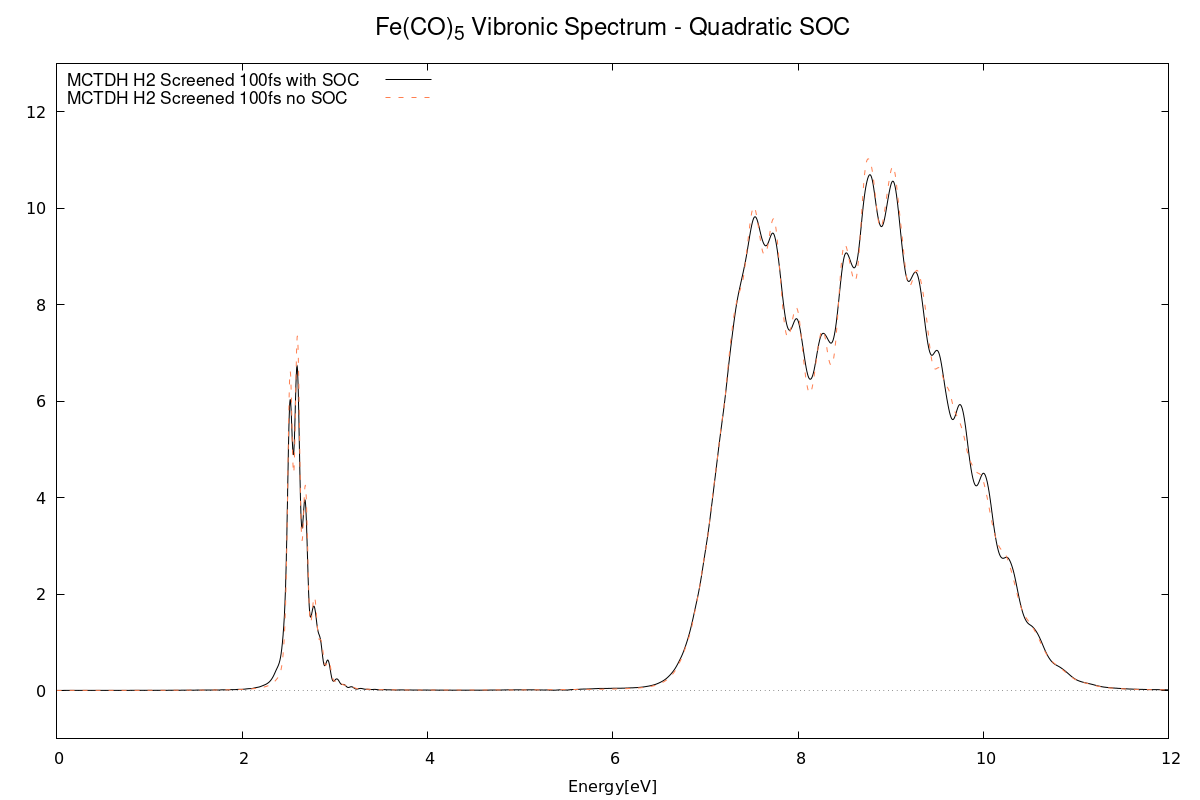 Fe(CO)5 Vibronic Spectrum - Quadratic SOC
MCTDH H2 Screened 100fs with SOC
MCTDH H2 Screened 100fs no SOC
12
10
8
6
4
2
0
0 2 4 6 8 10 12
Energy[eV]